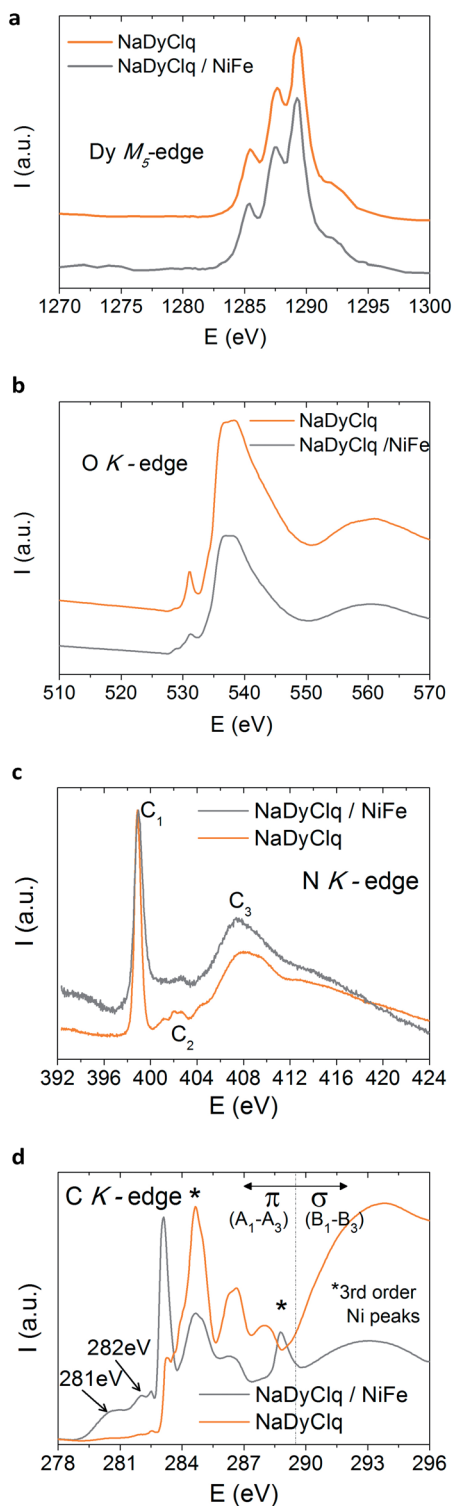 a
NaDyClq
NaDyClq / NiFe
Dy M5-edge
I (a.u.)
1270 1275 1280 1285 1290 1295 1300
E (eV)
b
NaDyClq
NaDyClq /NiFe
O K - edge
I (a.u.)
510 520 530 540 550 560 570
E (eV)
c
C1
NaDyClq / NiFe
NaDyClq
N K - edge
C3
C2
I (a.u.)
392 396 400 404 408 412 416 420 424
E (eV)
d
C K - edge *
π σ
(A1-A3) (B1-B3)
*
*3rd order
Ni peaks
282eV
281eV
NaDyClq / NiFe
NaDyClq
I (a.u.)
278 281 284 287 290 293 296
E (eV)